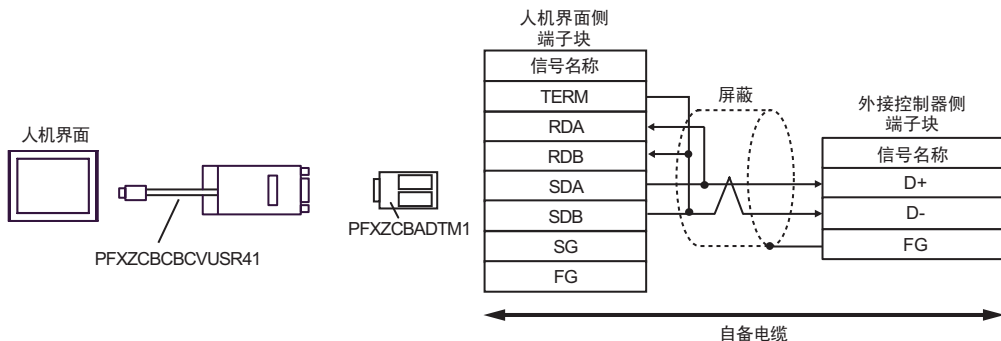 人机界面
PFXZCBCBCVUSR41
PFXZCBADTM1
人机界面侧
端子块
信号名称
TERM
RDA
RDB
SDA
SDB
SG
FG
屏蔽
外接控制器侧
端子块
信号名称
D+
D-
FG
自备电缆